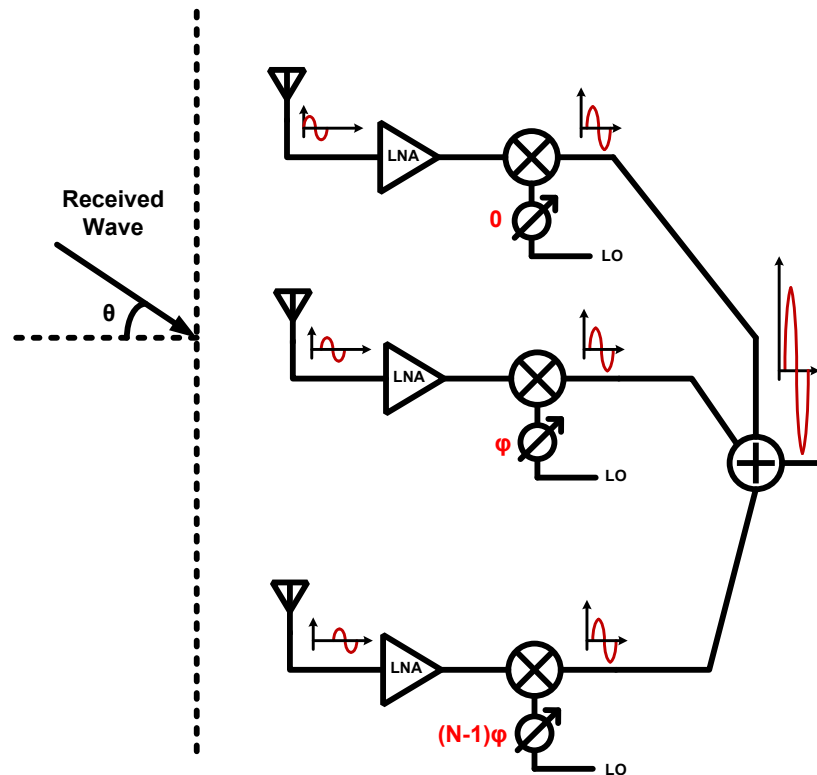 LNA
0
LO
Received
Wave
θ
LNA
φ
LO
LNA
(N-1)φ
LO